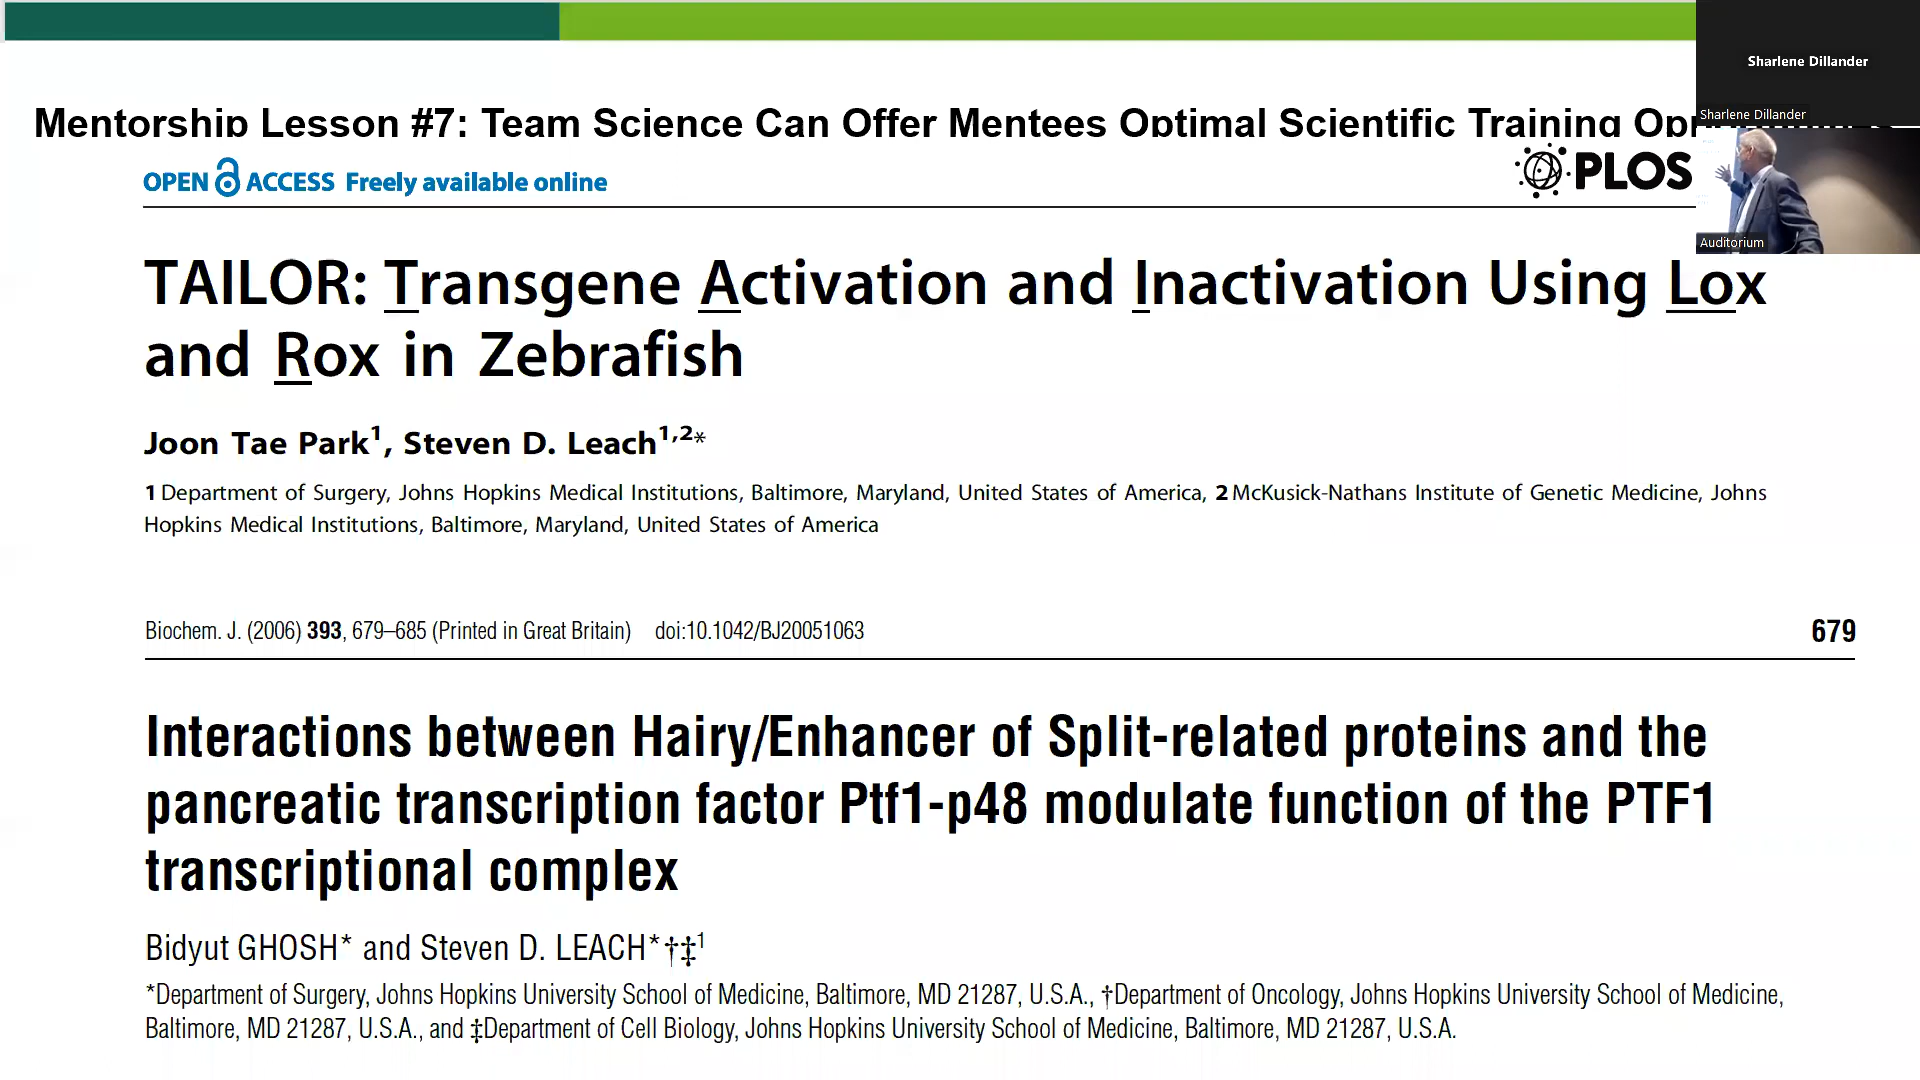 Sharlene Dillander
Sharlene Dillander
Auditorium
Mentorship Lesson #7: Team Science Can Offer Mentees Optimal Scientific Training
OPEN ACCESS Freely available online
PLOS
TAILOR: Transgene Activation and Inactivation Using Lox
and Rox in Zebrafish
Joon Tae Park1, Steven D. Leach1,2*
1 Department of Surgery, Johns Hopkins Medical Institutions, Baltimore, Maryland, United States of America, 2 McKusick-Nathans Institute of Genetic Medicine, Johns
Hopkins Medical Institutions, Baltimore, Maryland, United States of America
Biochem. J. (2006) 393, 679–685 (Printed in Great Britain) doi:10.1042/BJ20051063
679
Interactions between Hairy/Enhancer of Split-related proteins and the
pancreatic transcription factor Ptf1-p48 modulate function of the PTF1
transcriptional complex
Bidyut GHOSH* and Steven D. LEACH*†‡1
*Department of Surgery, Johns Hopkins University School of Medicine, Baltimore, MD 21287, U.S.A., †Department of Oncology, Johns Hopkins University School of Medicine,
Baltimore, MD 21287, U.S.A., and ‡Department of Cell Biology, Johns Hopkins University School of Medicine, Baltimore, MD 21287, U.S.A.